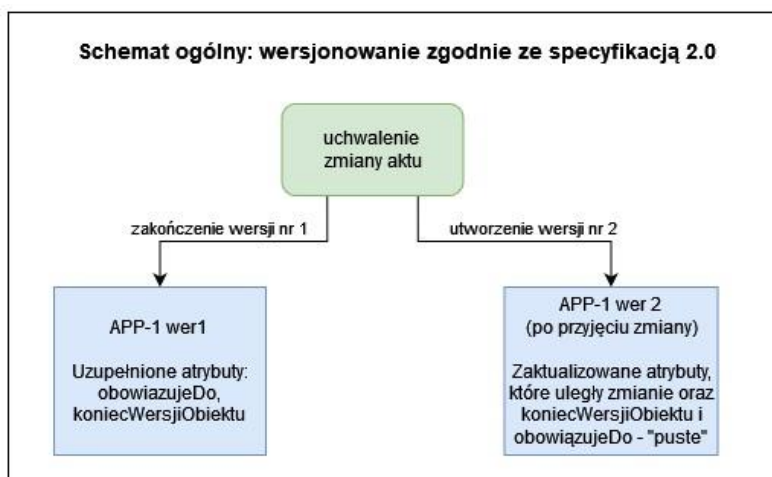 Schemat ogólny: wersjonowanie zgodnie ze specyfikacją 2.0
uchwalenie
zmiany aktu
zakończenie wersji nr 1
utworzenie wersji nr 2
APP-1 wer1
Uzupełnione atrybuty:
obowiazujeDo,
koniecWersjiObiektu
APP-1 wer 2
(po przyjęciu zmiany)
Zaktualizowane atrybuty,
które uległy zmianie oraz
koniecWersjiObiektu i
obowiązujeDo - "puste"